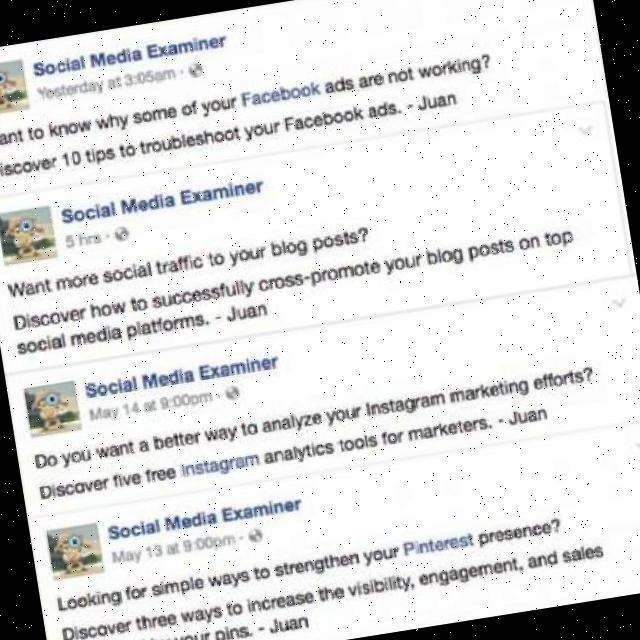 Social Media Examiner
Yesterday at 3:05am ·
ant to know why some of your Facebook ads are not working?
iscover 10 tips to troubleshoot your Facebook ads. - Juan
Social Media Examiner
5 hrs ·
Want more social traffic to your blog posts?
Discover how to successfully cross-promote your blog posts on top
social media platforms. - Juan
Social Media Examiner
May 14 at 9:00pm ·
Do you want a better way to analyze your Instagram marketing efforts?
Discover five free Instagram analytics tools for marketers. - Juan
Social Media Examiner
May 13 at 9:00pm ·
Looking for simple ways to strengthen your Pinterest presence?
Discover three ways to increase the visibility, engagement, and sales
your pins. - Juan